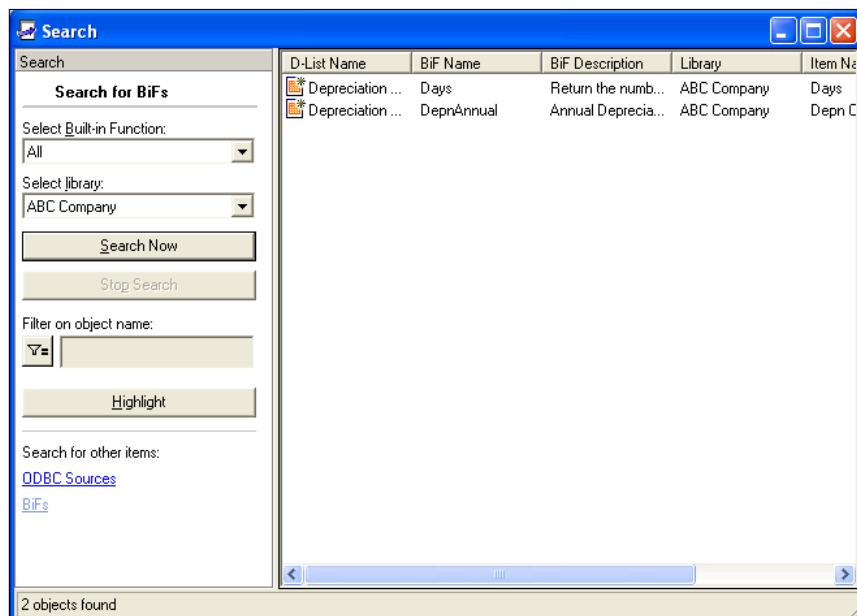 Search
Search
Search for BiFs
Select Built-in Function:
All
Select library:
ABC Company
Search Now
Stop Search
Filter on object name:
Highlight
Search for other items:
ODBC Sources
BiFs
D-List Name BiF Name BiF Description Library Item Na
Depreciation ... Days Return the numb... ABC Company Days
Depreciation ... DepnAnnual Annual Deprecia... ABC Company Depn C
2 objects found